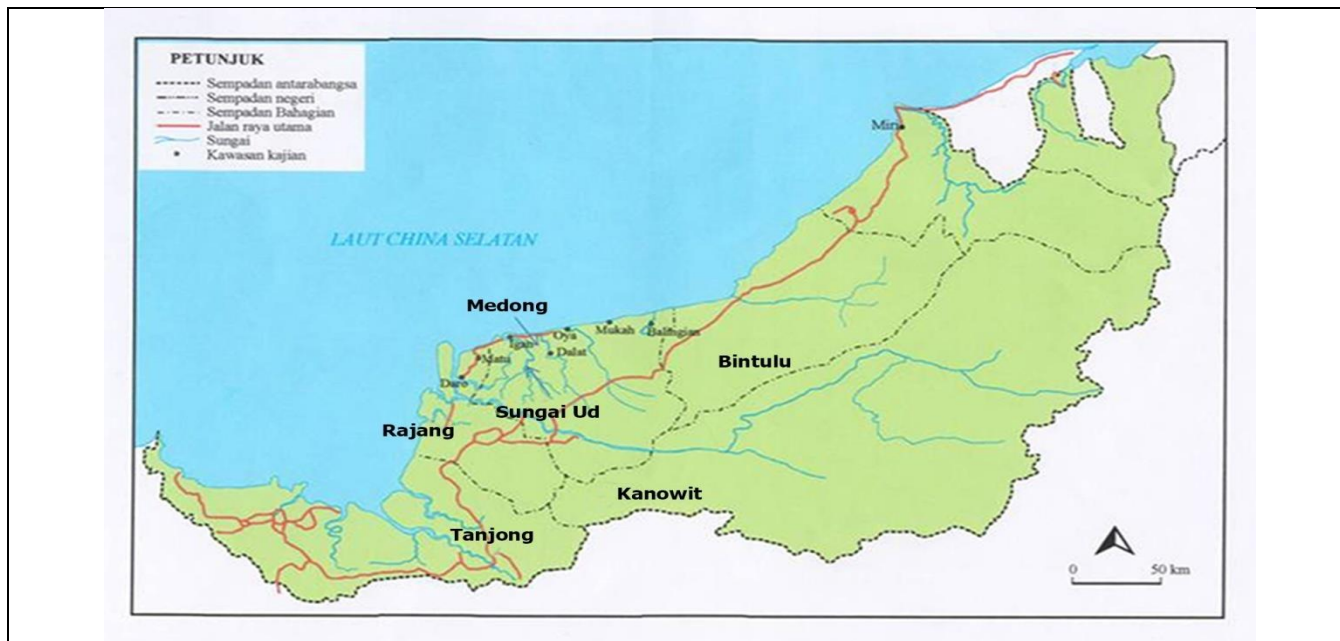 PETUNJUK
Sempadan antarabangsa
Sempadan negeri
Sempadan Bahagian
Jalan raya utama
Sungai
Kawasan kajian
Miri
LAUT CHINA SELATAN
Medong
Igan
Oya
Mukah
Balingian
Matu
Dalat
Daro
Bintulu
Sungai Ud
Rajang
Kanowit
Tanjong
0 50 km